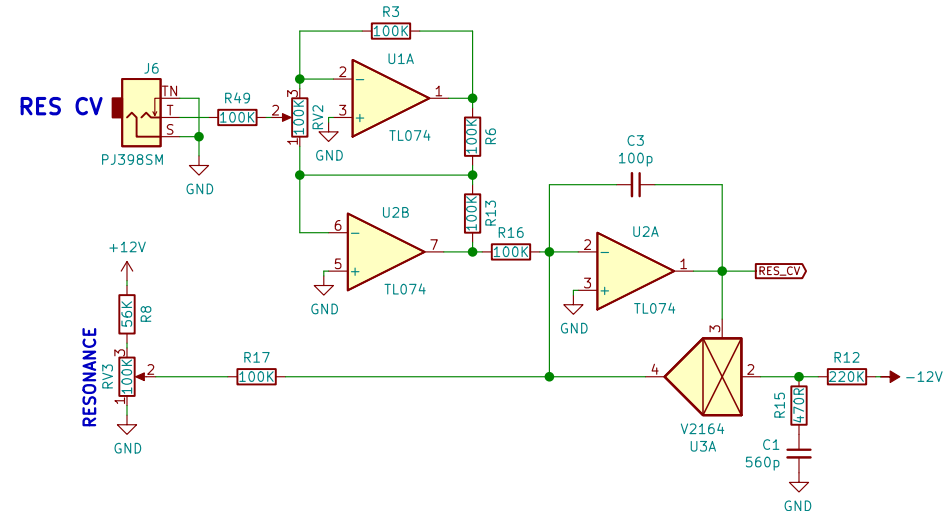 R3
100K
U1A
J6
2
−
1
TN
3
RES CV
R49
T
100K
2
100K
RV2
3
+
100K
R6
S
1
TL074
C3
PJ398SM
GND
100p
GND
100K
R13
U2B
6
−
R16
U2A
+12V
7
100K
2
−
5
+
1
RES_CV
TL074
3
+
GND
TL074
56K
R8
GND
3
RESONANCE
3
RV3
100K
2
R17
100K
4
2
R12
220K
-12V
1
R15
470R
V2164
U3A
C1
560p
GND
GND